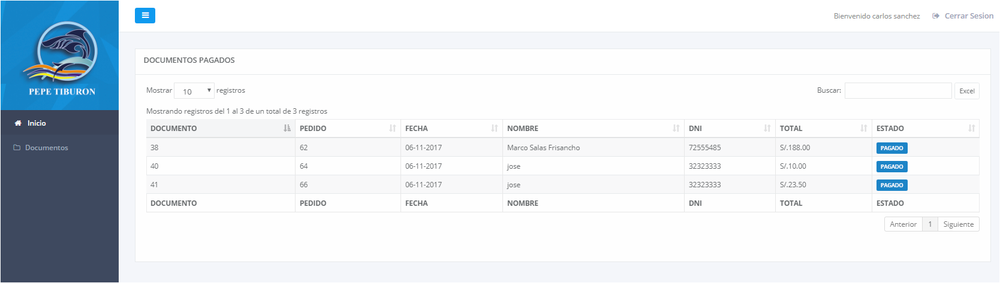 Bienvenido carlos sanchez Cerrar Sesion
PEPE TIBURON
Inicio
Documentos
DOCUMENTOS PAGADOS
Mostrar 10 registros Buscar: Excel
Mostrando registros del 1 al 3 de un total de 3 registros
DOCUMENTO PEDIDO FECHA NOMBRE DNI TOTAL ESTADO
38 62 06-11-2017 Marco Salas Frisancho 72555485 S/.188.00 PAGADO
40 64 06-11-2017 jose 32323333 S/.10.00 PAGADO
41 66 06-11-2017 jose 32323333 S/.23.50 PAGADO
DOCUMENTO PEDIDO FECHA NOMBRE DNI TOTAL ESTADO
Anterior 1 Siguiente